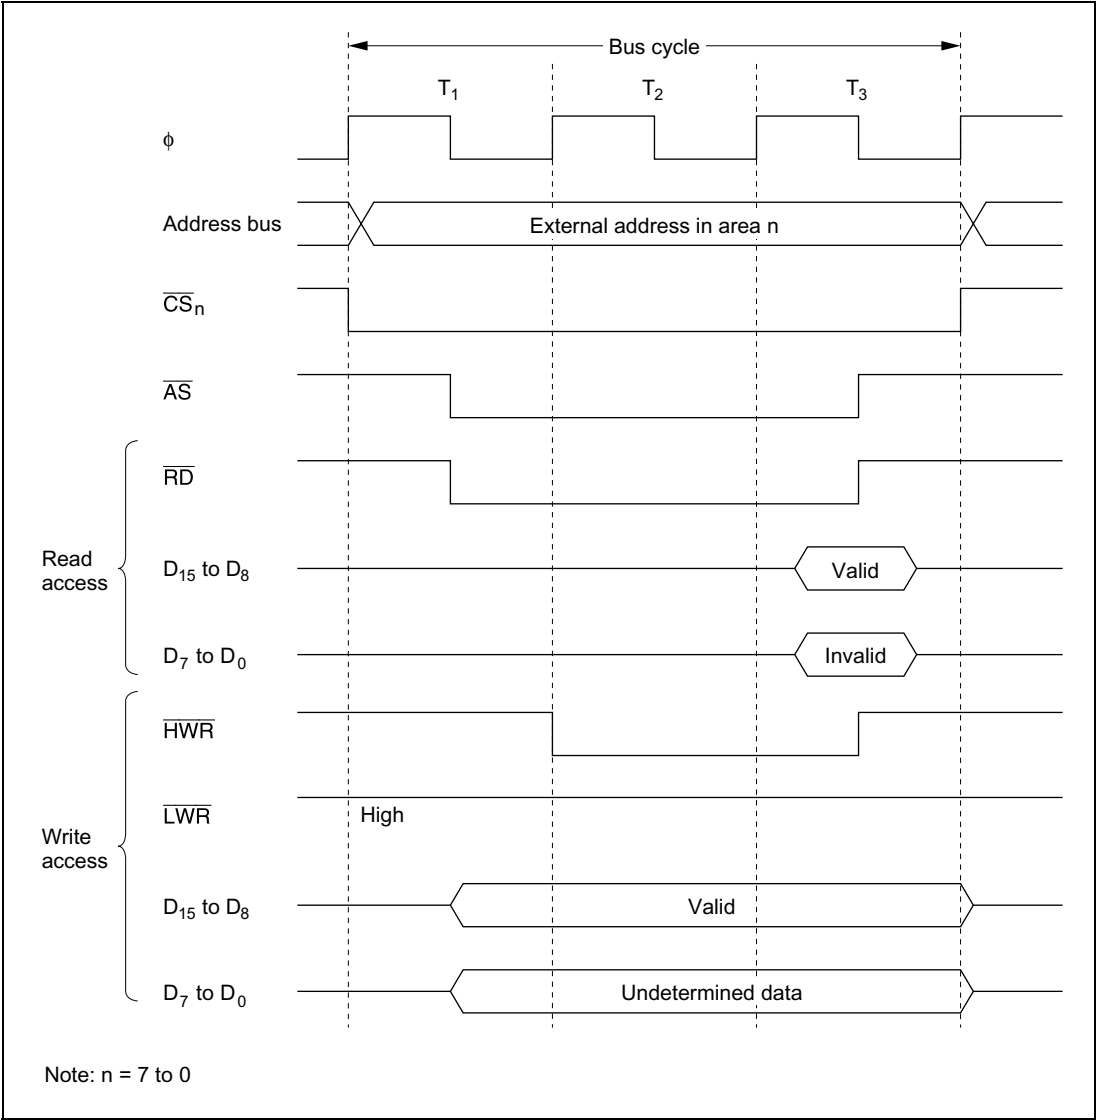 Bus cycle
T1 T2 T3
ϕ
Address bus External address in area n
CSn
AS
RD
Read access
D15 to D8 Valid
D7 to D0 Invalid
HWR
LWR High
Write access
D15 to D8 Valid
D7 to D0 Undetermined data
Note: n = 7 to 0